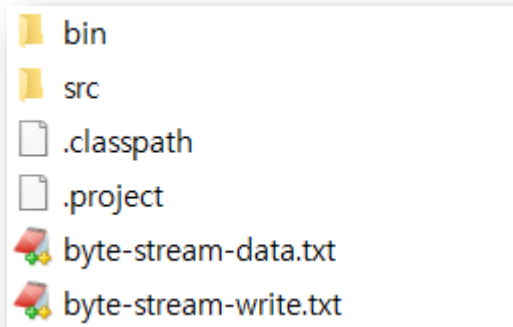 bin
src
.classpath
.project
byte-stream-data.txt
byte-stream-write.txt